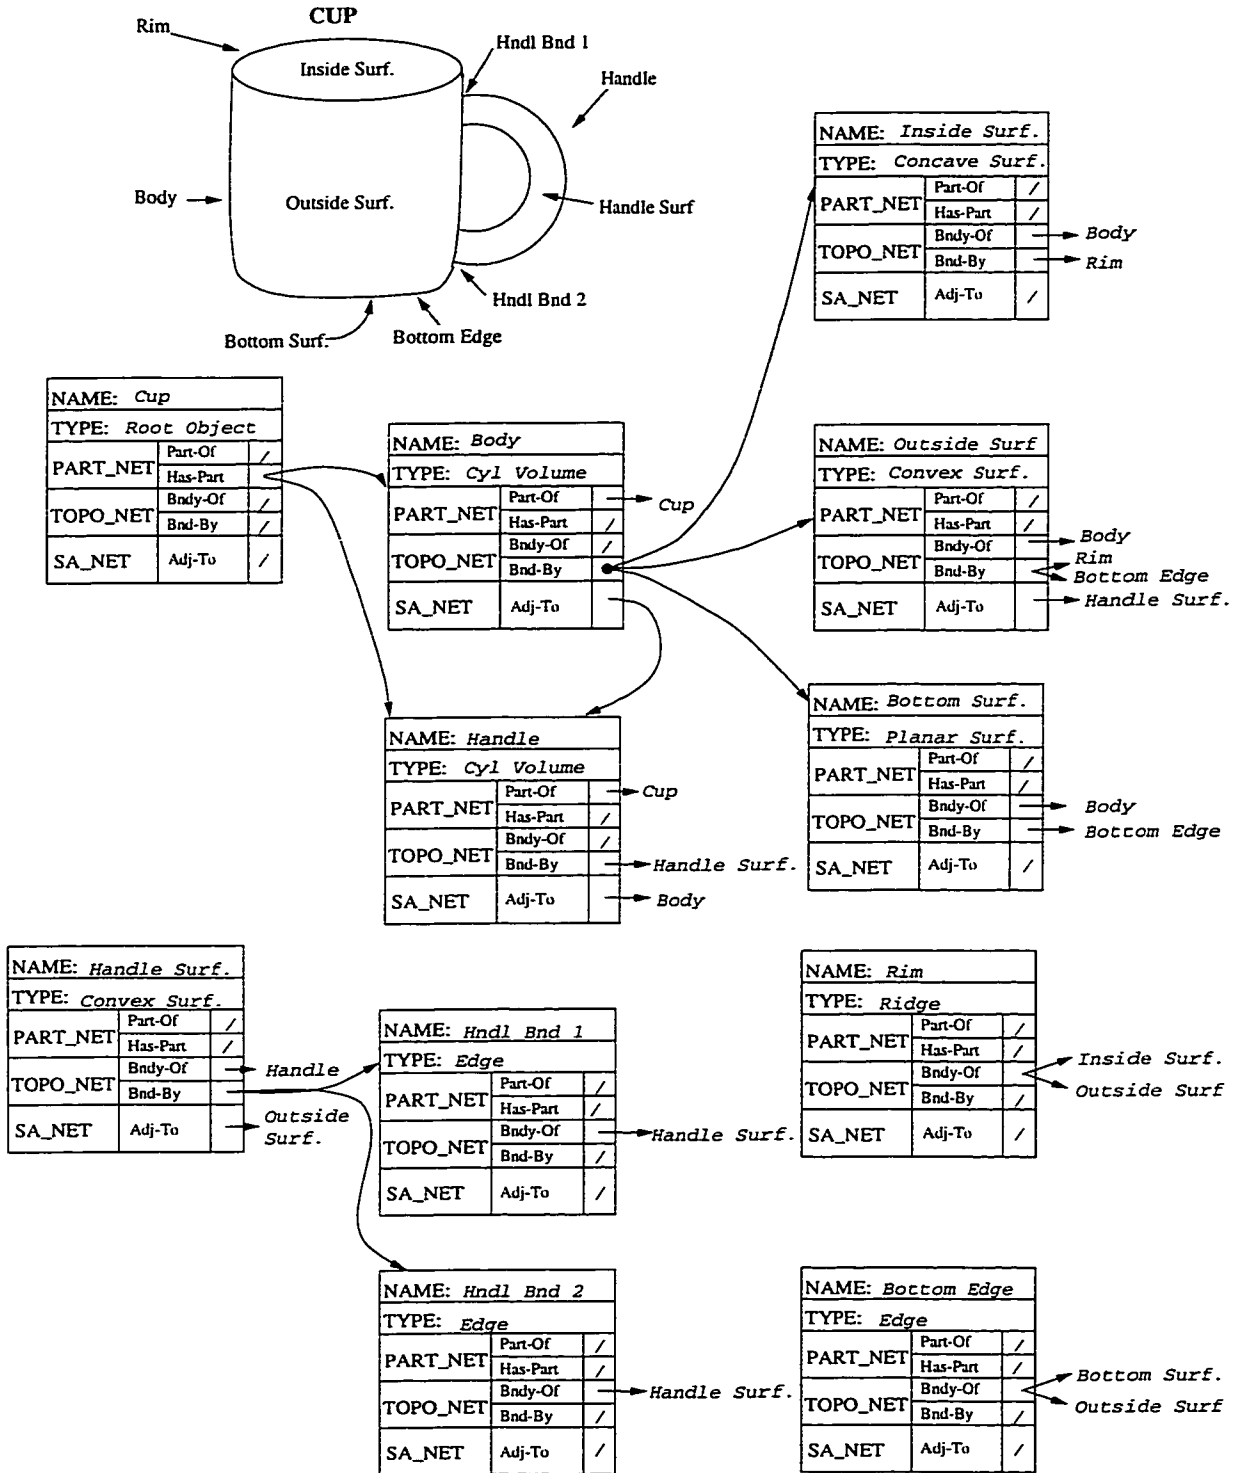 CUP
Rim
Hndl Bnd 1
Inside Surf.
Handle
Body
Outside Surf.
Handle Surf
Hndl Bnd 2
Bottom Surf.
Bottom Edge
NAME: Inside Surf.
TYPE: Concave Surf.
PART_NET Part-Of /
Has-Part /
TOPO_NET Bndy-Of Body
Bnd-By Rim
SA_NET Adj-To /
NAME: Cup
TYPE: Root Object
PART_NET Part-Of /
Has-Part
TOPO_NET Bndy-Of /
Bnd-By /
SA_NET Adj-To /
NAME: Body
TYPE: Cyl Volume
PART_NET Part-Of Cup
Has-Part /
TOPO_NET Bndy-Of /
Bnd-By
SA_NET Adj-To
NAME: Outside Surf
TYPE: Convex Surf.
PART_NET Part-Of /
Has-Part /
TOPO_NET Bndy-Of Body
Bnd-By Rim
Bottom Edge
SA_NET Adj-To Handle Surf.
NAME: Handle
TYPE: Cyl Volume
PART_NET Part-Of Cup
Has-Part /
TOPO_NET Bndy-Of /
Bnd-By Handle Surf.
SA_NET Adj-To Body
NAME: Bottom Surf.
TYPE: Planar Surf.
PART_NET Part-Of /
Has-Part /
TOPO_NET Bndy-Of Body
Bnd-By Bottom Edge
SA_NET Adj-To /
NAME: Handle Surf.
TYPE: Convex Surf.
PART_NET Part-Of /
Has-Part /
TOPO_NET Bndy-Of Handle
Bnd-By
SA_NET Adj-To Outside
Surf.
NAME: Hndl Bnd 1
TYPE: Edge
PART_NET Part-Of /
Has-Part /
TOPO_NET Bndy-Of Handle Surf.
Bnd-By /
SA_NET Adj-To /
NAME: Rim
TYPE: Ridge
PART_NET Part-Of /
Has-Part /
TOPO_NET Bndy-Of Inside Surf.
Outside Surf
Bnd-By /
SA_NET Adj-To /
NAME: Hndl Bnd 2
TYPE: Edge
PART_NET Part-Of /
Has-Part /
TOPO_NET Bndy-Of Handle Surf.
Bnd-By /
SA_NET Adj-To /
NAME: Bottom Edge
TYPE: Edge
PART_NET Part-Of /
Has-Part /
TOPO_NET Bndy-Of Bottom Surf.
Outside Surf
Bnd-By /
SA_NET Adj-To /